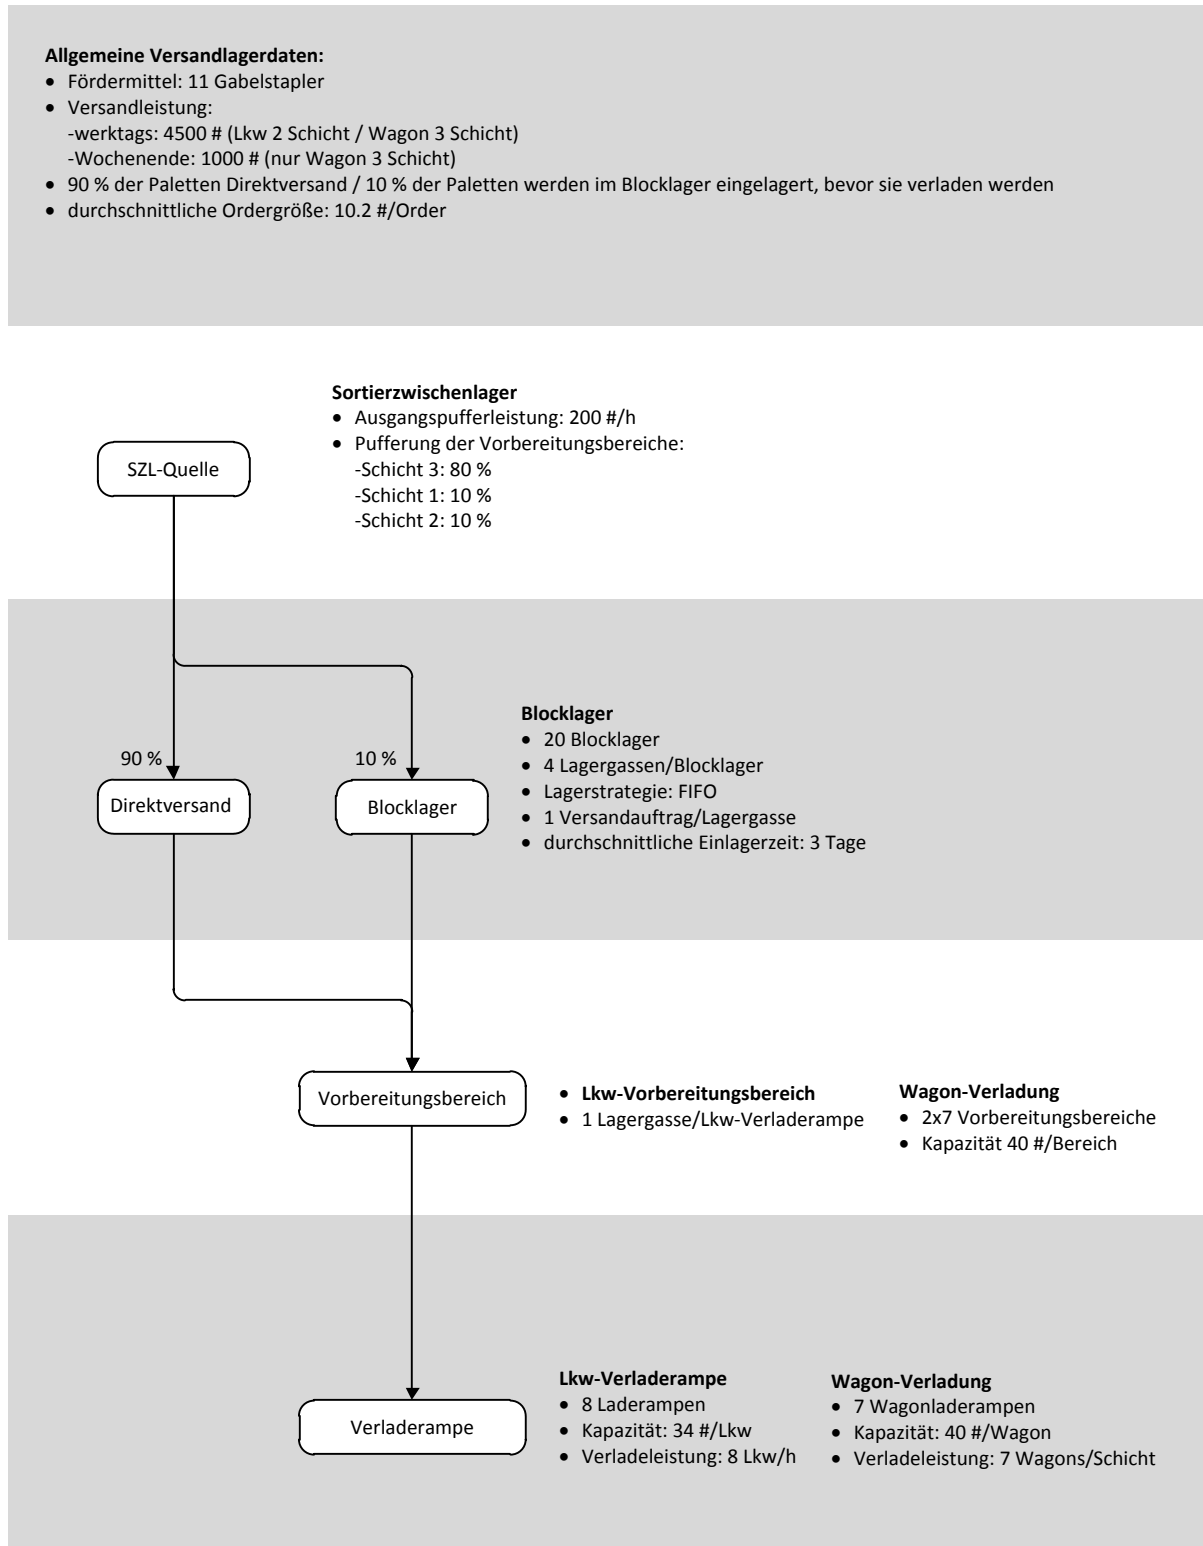 Allgemeine Versandlagerdaten:
• Fördermittel: 11 Gabelstapler
• Versandleistung:
-werktags: 4500 # (Lkw 2 Schicht / Wagon 3 Schicht)
-Wochenende: 1000 # (nur Wagon 3 Schicht)
• 90 % der Paletten Direktversand / 10 % der Paletten werden im Blocklager eingelagert, bevor sie verladen werden
• durchschnittliche Ordergröße: 10.2 #/Order
Sortierzwischenlager
• Ausgangspufferleistung: 200 #/h
• Pufferung der Vorbereitungsbereiche:
-Schicht 3: 80 %
-Schicht 1: 10 %
-Schicht 2: 10 %
SZL-Quelle
90 %
10 %
Direktversand
Blocklager
Blocklager
• 20 Blocklager
• 4 Lagergassen/Blocklager
• Lagerstrategie: FIFO
• 1 Versandauftrag/Lagergasse
• durchschnittliche Einlagerzeit: 3 Tage
Vorbereitungsbereich
• Lkw-Vorbereitungsbereich
• 1 Lagergasse/Lkw-Verladerampe
Wagon-Verladung
• 2x7 Vorbereitungsbereiche
• Kapazität 40 #/Bereich
Verladerampe
Lkw-Verladerampe
• 8 Laderampen
• Kapazität: 34 #/Lkw
• Verladeleistung: 8 Lkw/h
Wagon-Verladung
• 7 Wagonladerampen
• Kapazität: 40 #/Wagon
• Verladeleistung: 7 Wagons/Schicht